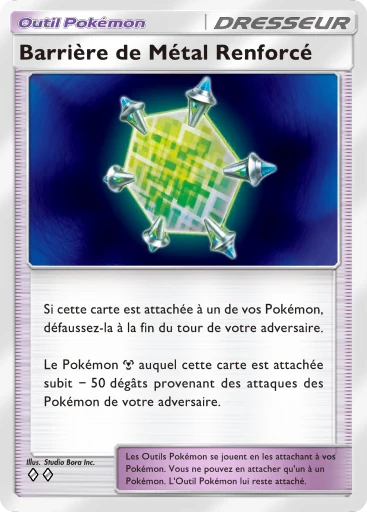 Outil Pokémon
DRESSEUR
Barrière de Métal Renforcé
Si cette carte est attachée à un de vos Pokémon,
défaussez-la à la fin du tour de votre adversaire.
Le Pokémon auquel cette carte est attachée
subit − 50 dégâts provenant des attaques des
Pokémon de votre adversaire.
Illus. Studio Bora Inc.
Les Outils Pokémon se jouent en les attachant à vos
Pokémon. Vous ne pouvez en attacher qu'un à un
Pokémon. L'Outil Pokémon lui reste attaché.